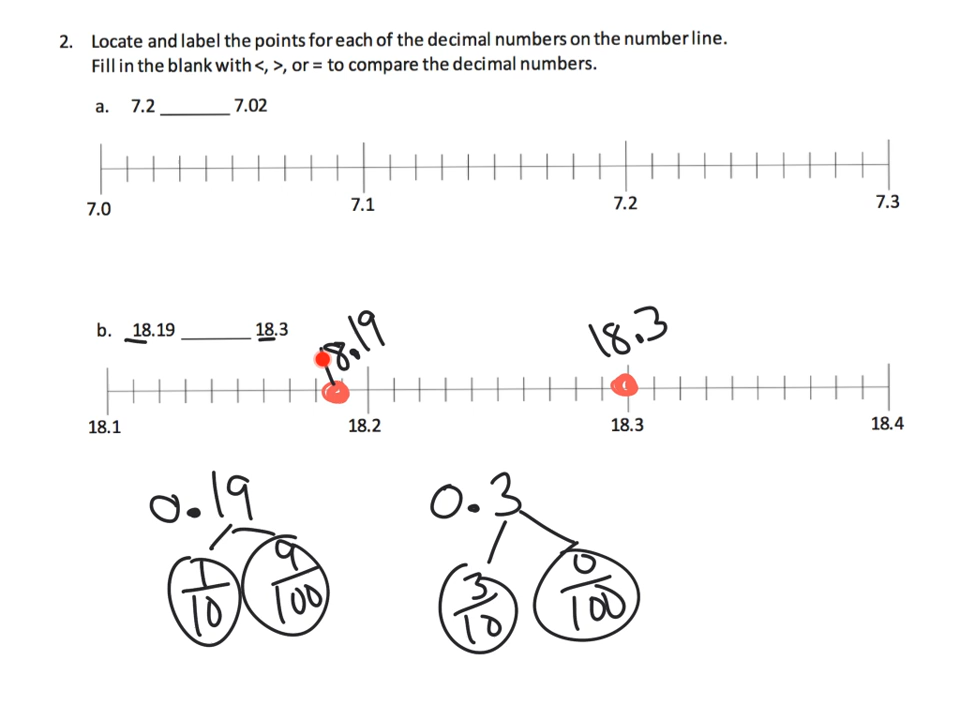 2. Locate and label the points for each of the decimal numbers on the number line.
Fill in the blank with <, >, or = to compare the decimal numbers.
a. 7.2 _______ 7.02
7.0 7.1 7.2 7.3
b. 18.19 _______ 18.3
18.19 18.3
18.1 18.2 18.3 18.4
0.19 0.3
1/10 9/100 3/10 0/100